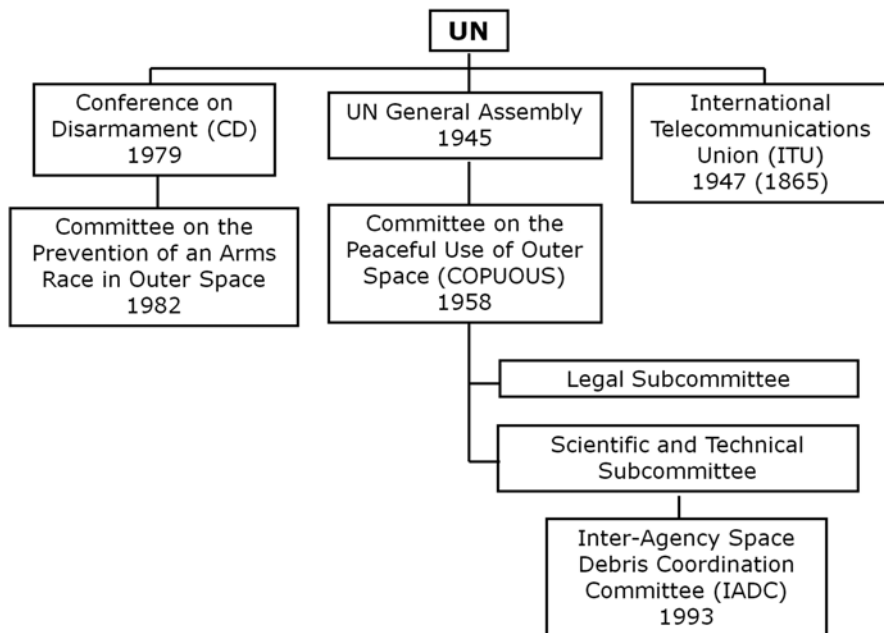 UN
Conference on
Disarmament (CD)
1979
UN General Assembly
1945
International
Telecommunications
Union (ITU)
1947 (1865)
Committee on the
Prevention of an Arms
Race in Outer Space
1982
Committee on the
Peaceful Use of Outer
Space (COPUOUS)
1958
Legal Subcommittee
Scientific and Technical
Subcommittee
Inter-Agency Space
Debris Coordination
Committee (IADC)
1993